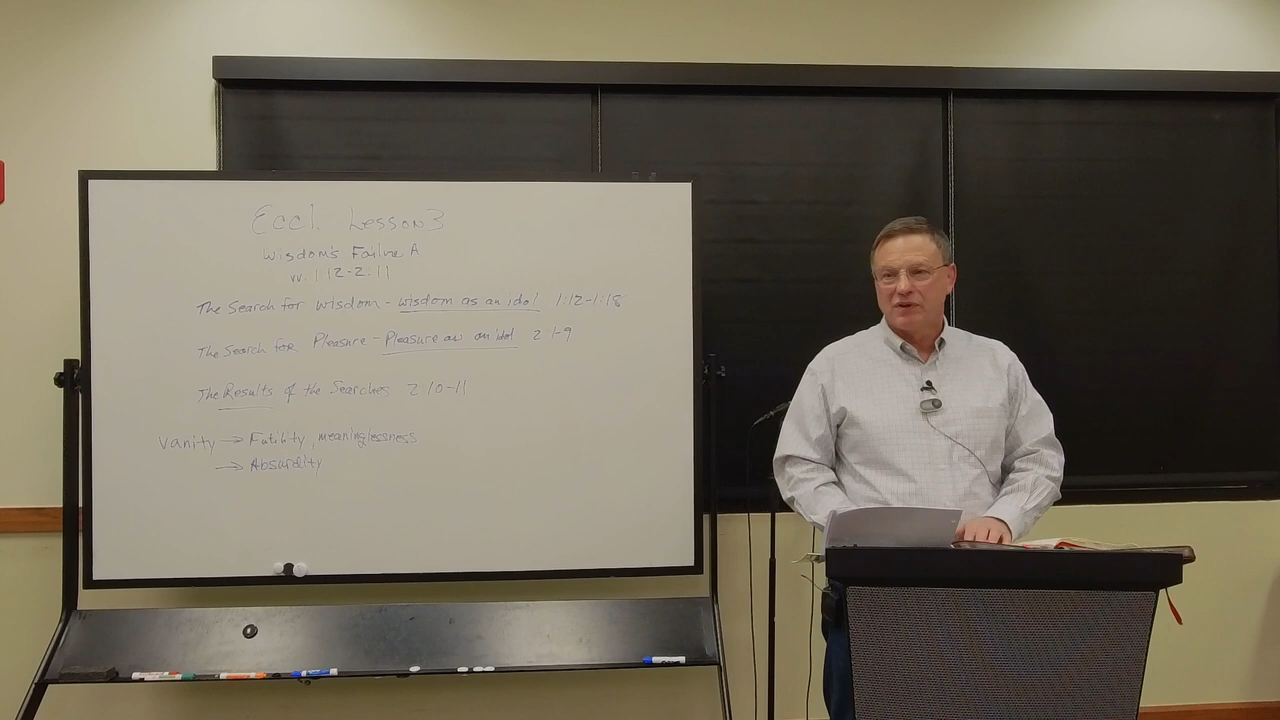 Eccl. Lesson 3
Wisdom's Failure A
vv. 1:12-2:11
The Search for wisdom - wisdom as an idol 1:12-1:18
The Search for Pleasure - Pleasure as an idol 2:1-9
The Results of the Searches 2:10-11
Vanity → Futility, meaninglessness
→ Absurdity